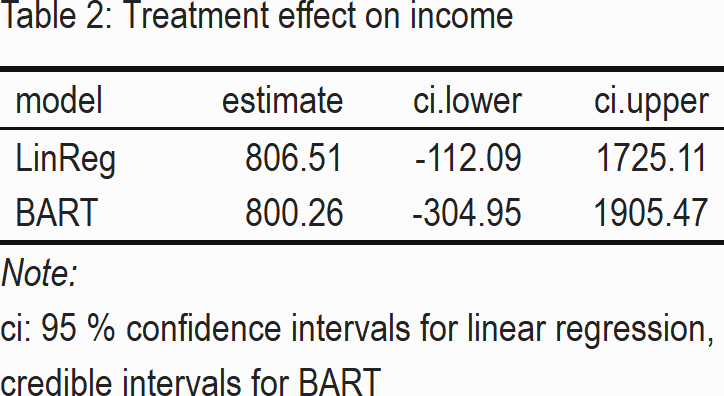 Table 2: Treatment effect on income
model estimate ci.lower ci.upper
LinReg 806.51 -112.09 1725.11
BART 800.26 -304.95 1905.47
Note:
ci: 95 % confidence intervals for linear regression,
credible intervals for BART